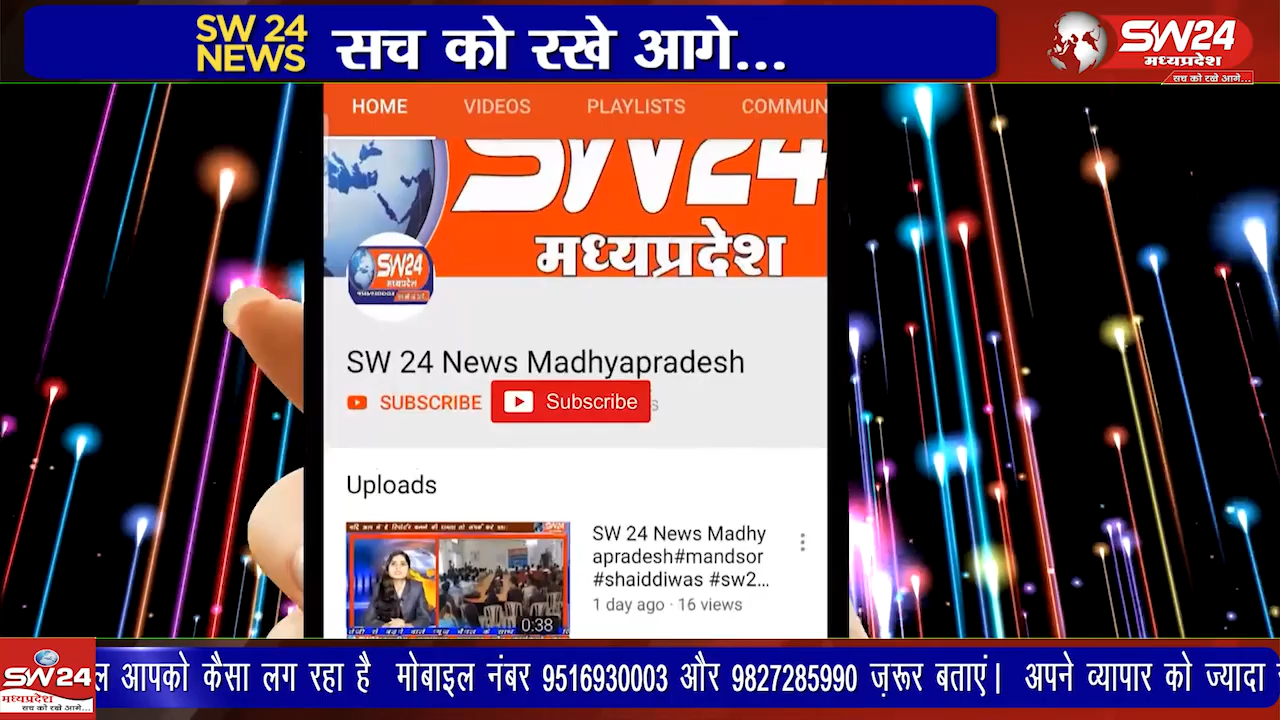 SW 24
NEWS
सच को रखे आगे...
SW24
मध्यप्रदेश
सच को रखे आगे...
HOME VIDEOS PLAYLISTS COMMUN
SW24
मध्यप्रदेश
SW24
मध्यप्रदेश
SW 24 News Madhyapradesh
SUBSCRIBE Subscribe s
Uploads
SW 24 News Madhy
apradesh#mandsor
#shaiddiwas #sw2...
1 day ago · 16 views
0:38
SW24
मध्यप्रदेश
सच को रखे आगे...
ल आपको कैसा लग रहा है मोबाइल नंबर 9516930003 और 9827285990 ज़रूर बताएं। अपने व्यापार को ज्यादा